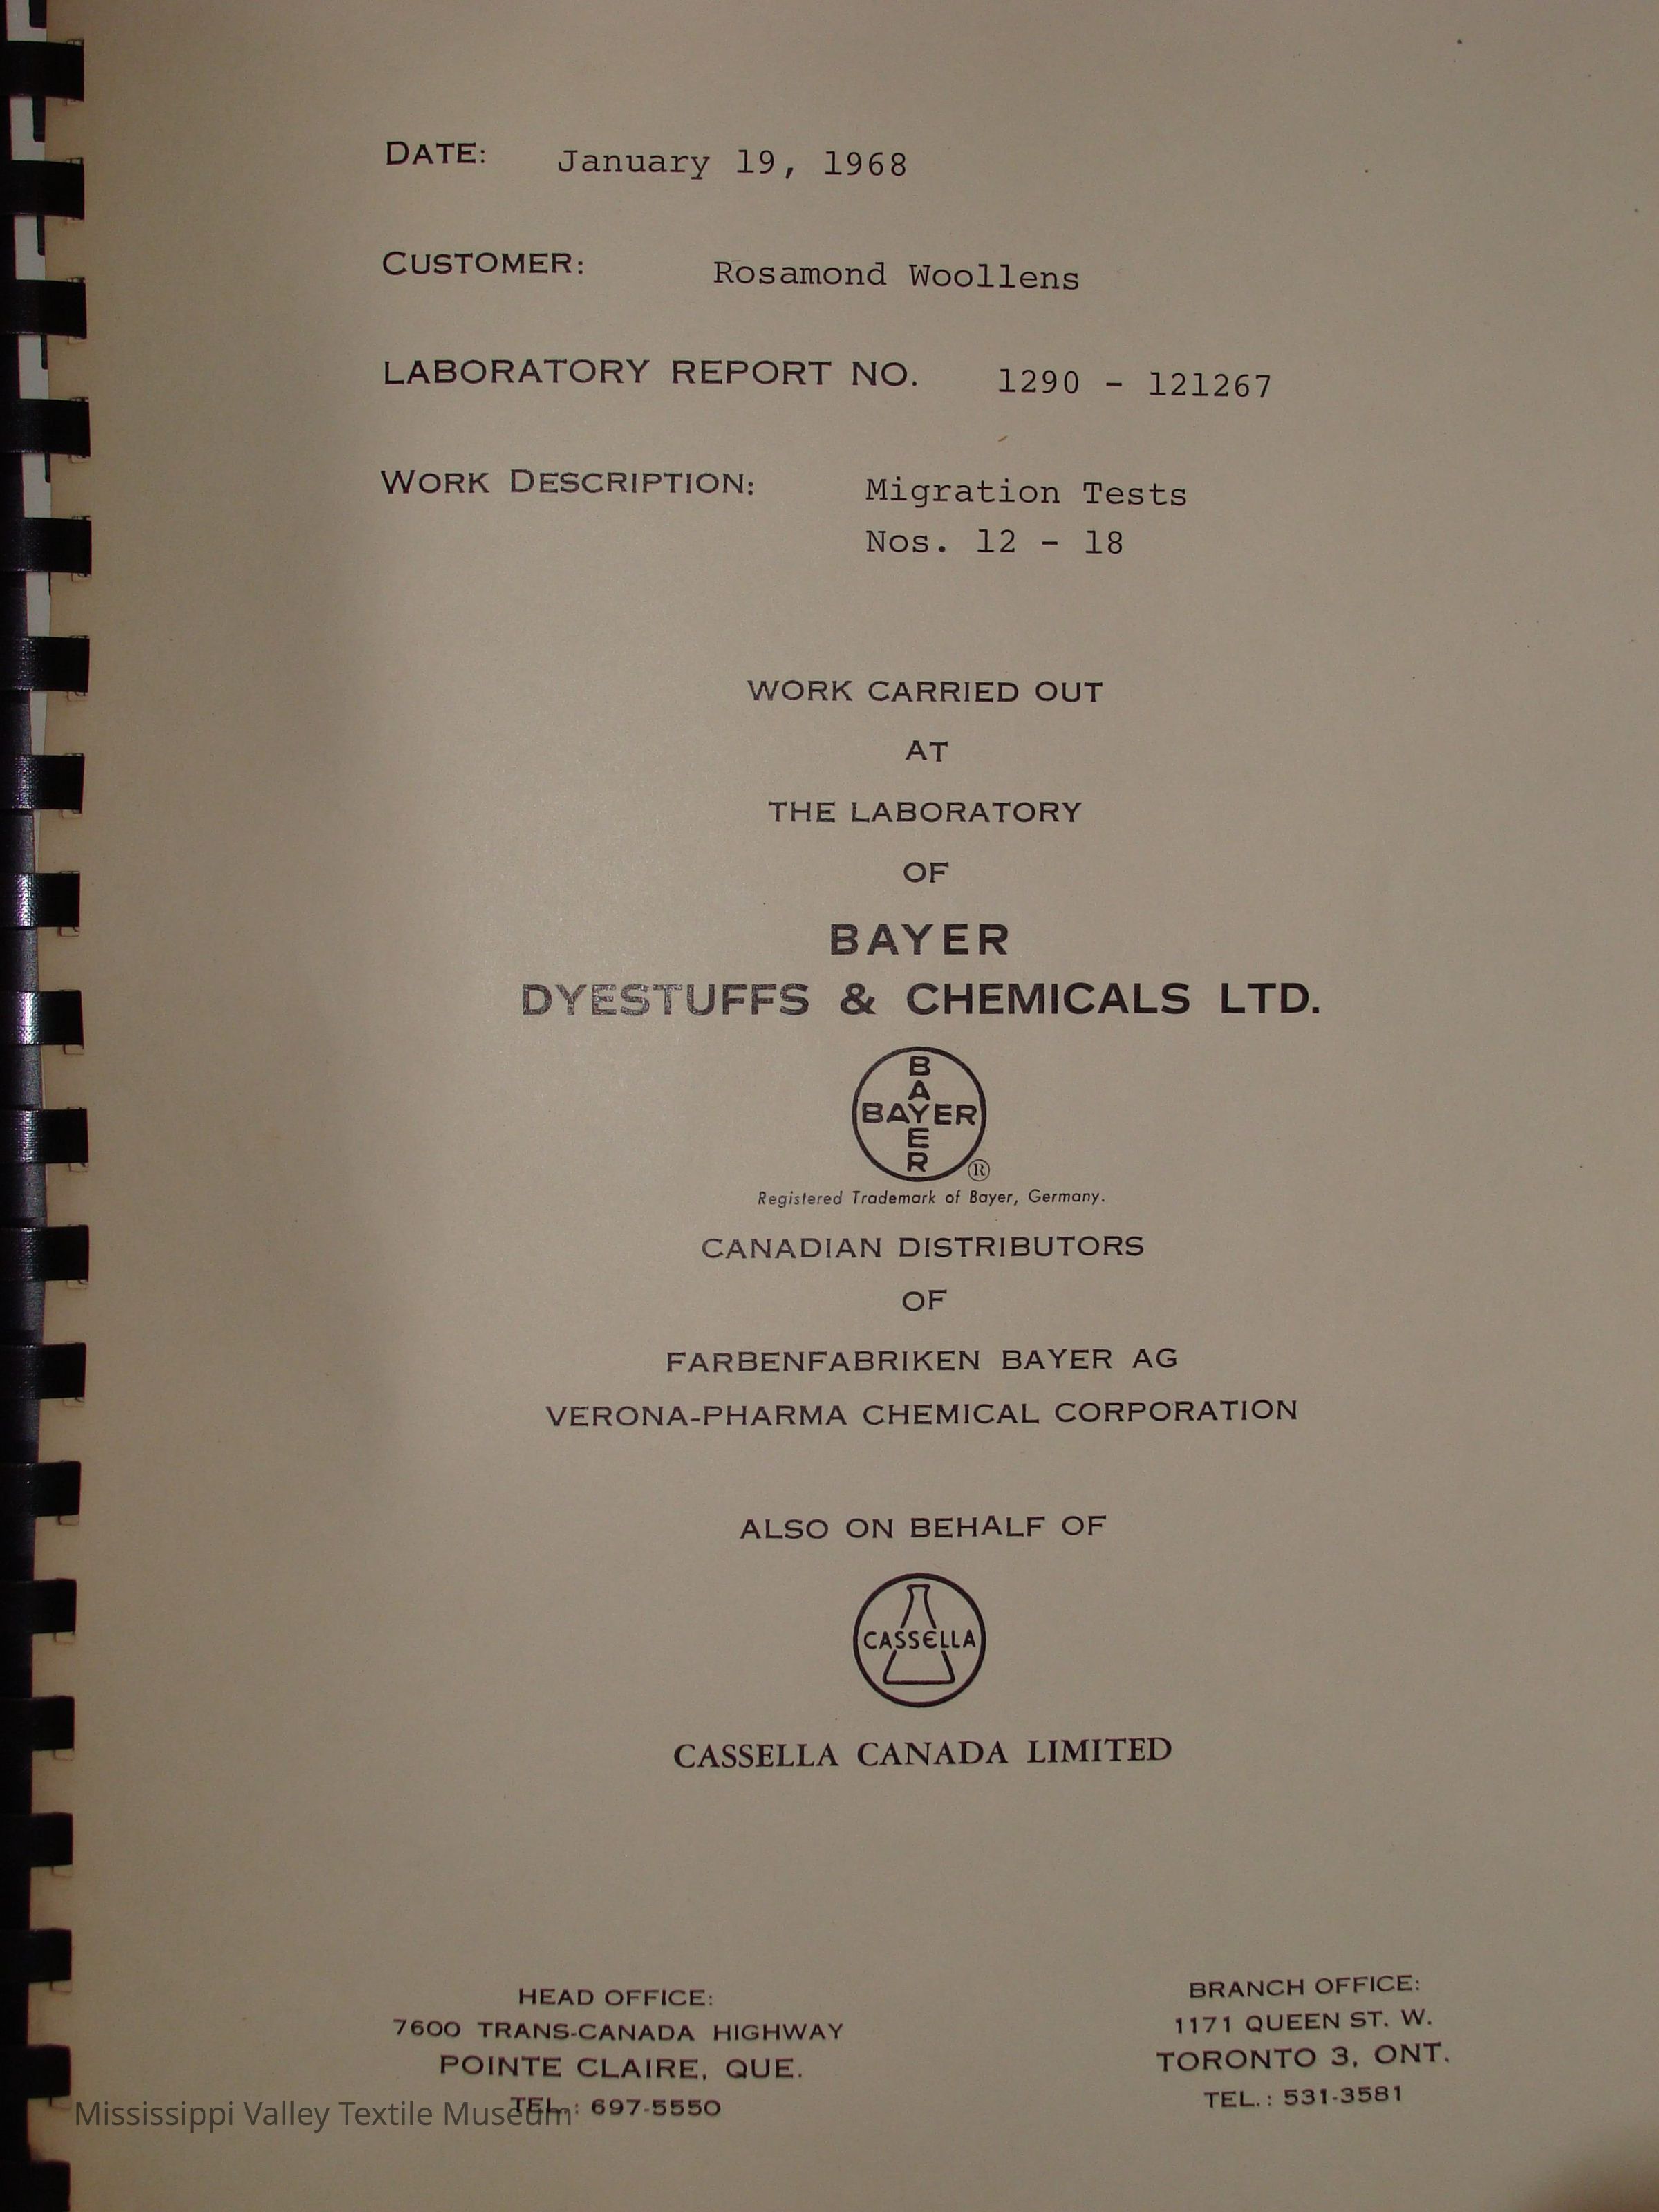 DATE: January 19, 1968
CUSTOMER: Rosamond Woollens
LABORATORY REPORT NO. 1290 - 121267
WORK DESCRIPTION: Migration Tests
Nos. 12 - 18
WORK CARRIED OUT
AT
THE LABORATORY
OF
BAYER
DYESTUFFS & CHEMICALS LTD.
B
A
BAYER
E
R ®
Registered Trademark of Bayer, Germany.
CANADIAN DISTRIBUTORS
OF
FARBENFABRIKEN BAYER AG
VERONA-PHARMA CHEMICAL CORPORATION
ALSO ON BEHALF OF
CASSELLA
CASSELLA CANADA LIMITED
HEAD OFFICE:
7600 TRANS-CANADA HIGHWAY
POINTE CLAIRE, QUE.
TEL.: 697-5550
BRANCH OFFICE:
1171 QUEEN ST. W.
TORONTO 3, ONT.
TEL.: 531-3581
Mississippi Valley Textile Museum